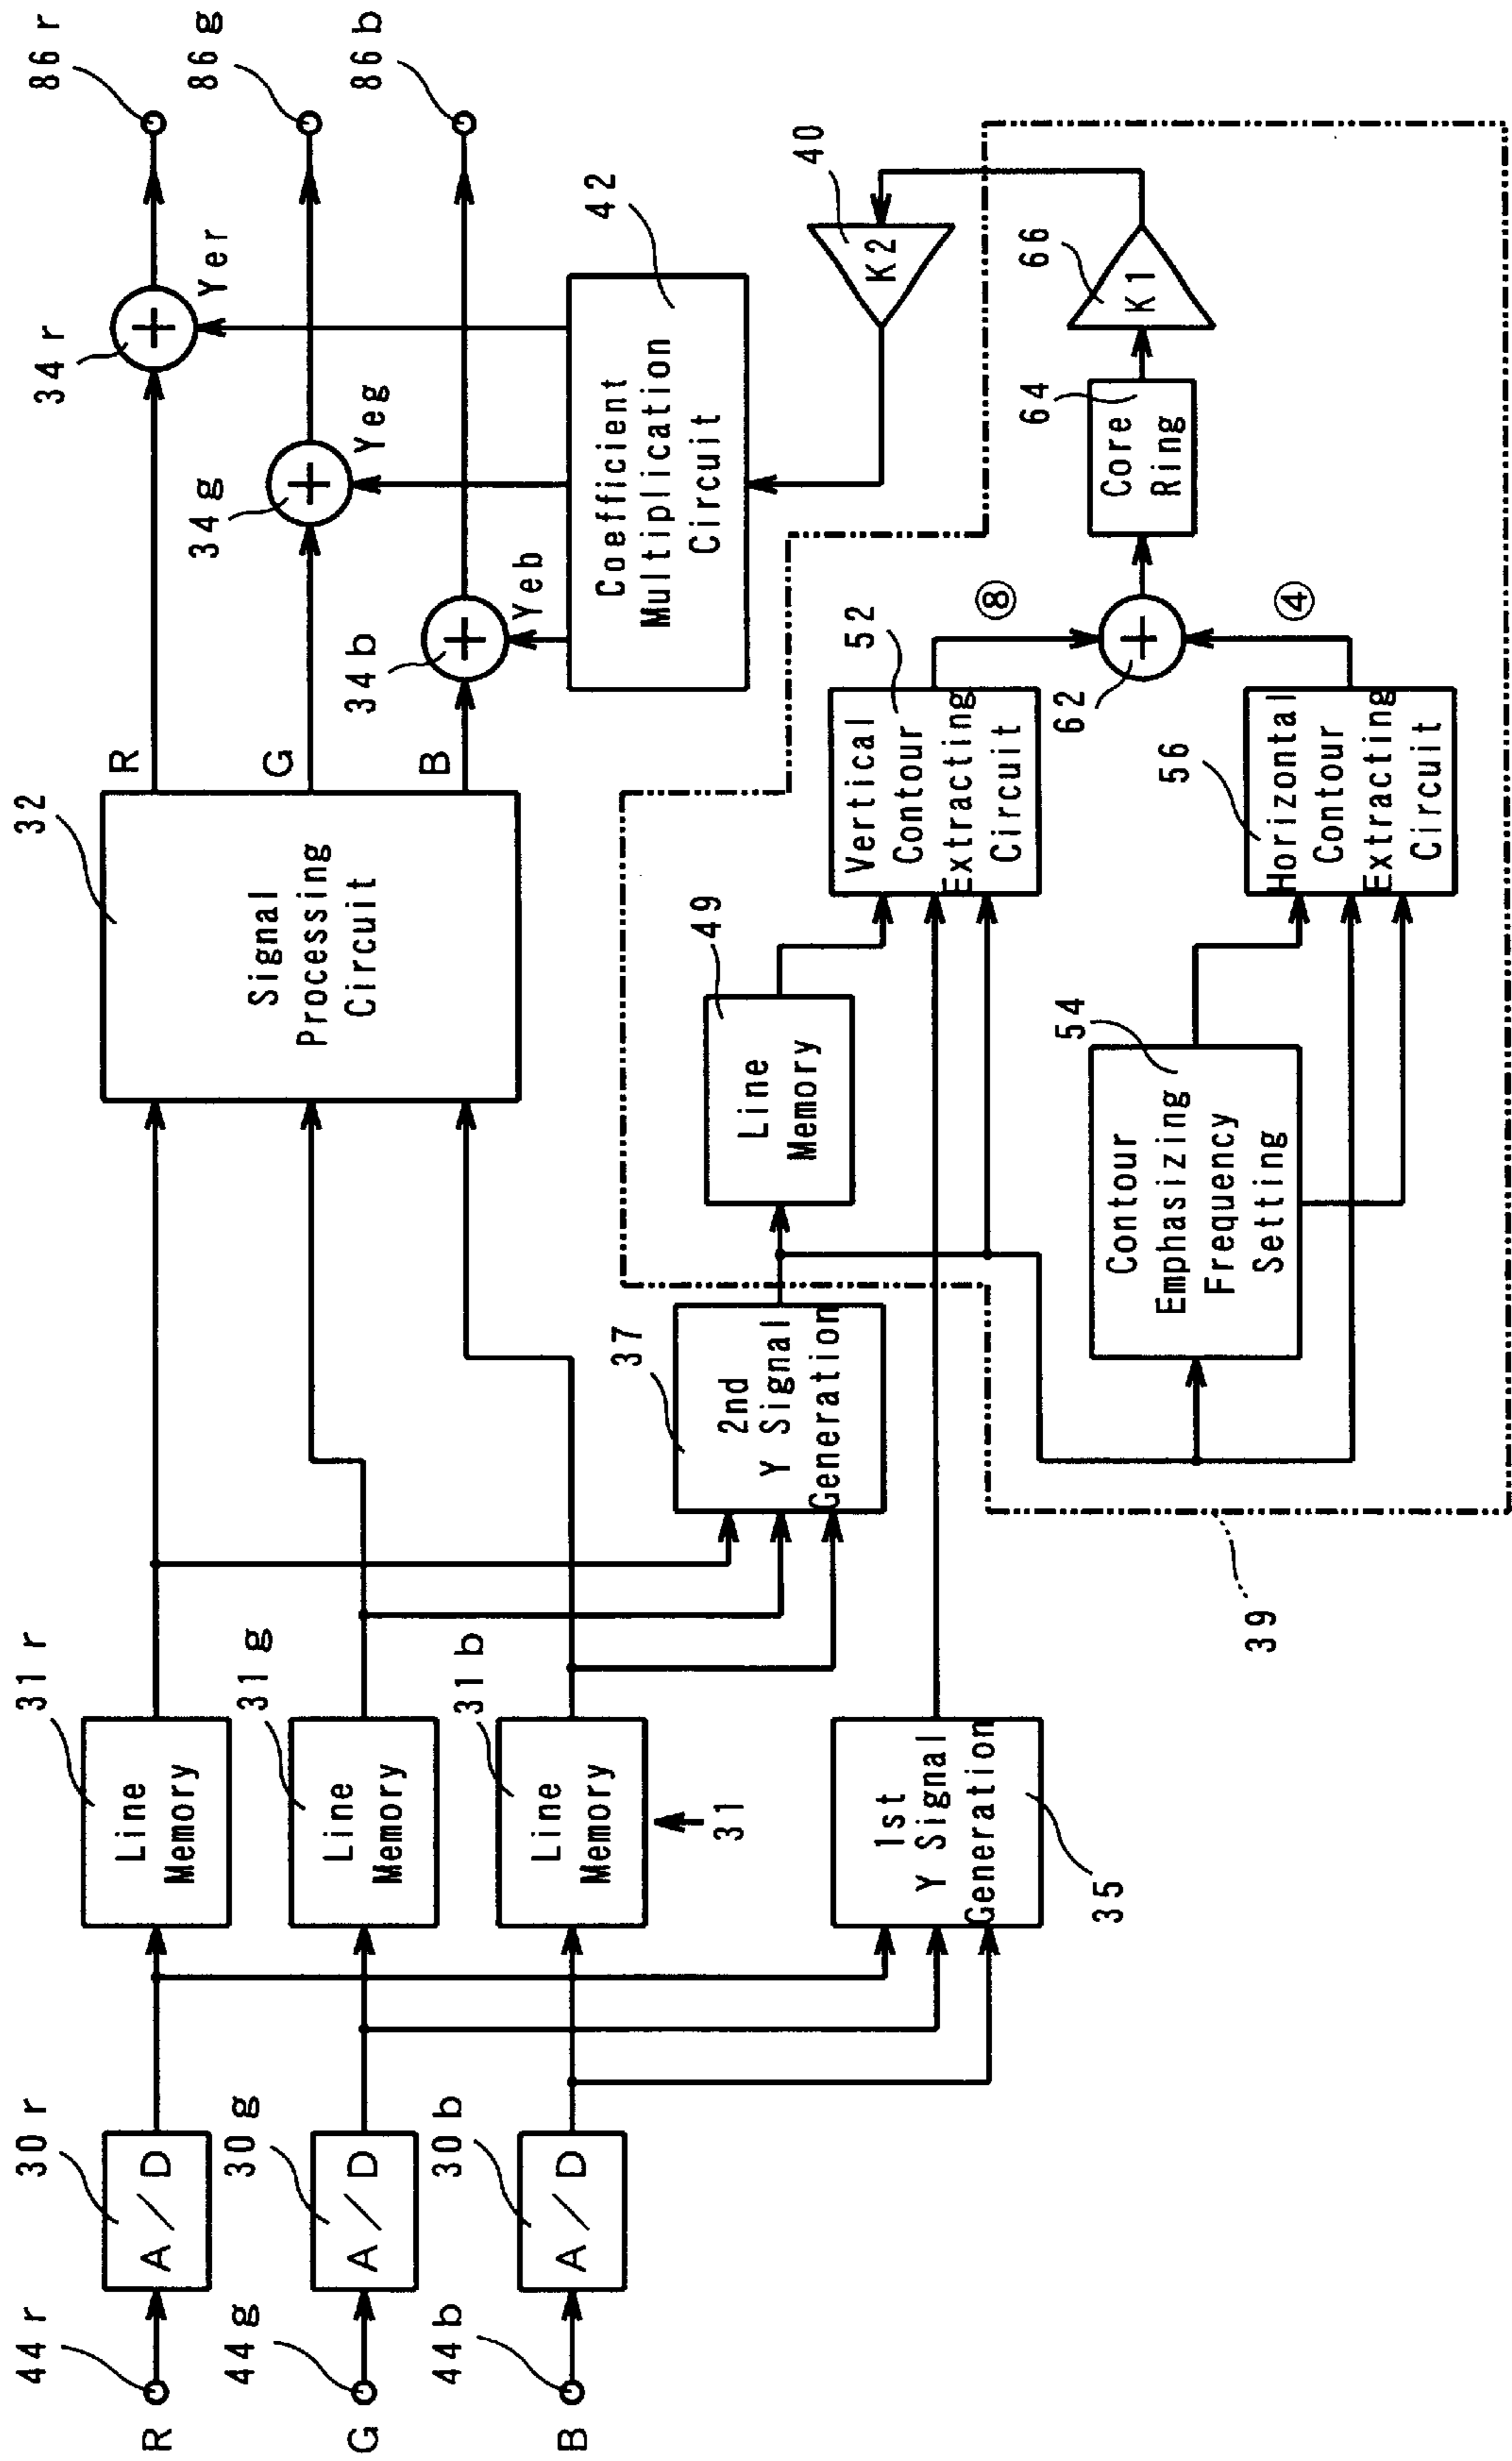 R
44r
30r
A/D
31r
Line
Memory
32
Signal
Processing
Circuit
R
34r
Yer
86r
G
44g
30g
A/D
31g
Line
Memory
G
34g
Yeg
86g
B
44b
30b
A/D
31b
Line
Memory
31
B
34b
Yeb
86b
Coefficient
Multiplication
Circuit
42
1st
Y Signal
Generation
35
37
2nd
Y Signal
Generation
49
Line
Memory
52
Vertical
Contour
Extracting
Circuit
⑧
40
K2
39
54
Contour
Emphasizing
Frequency
Setting
56
Horizontal
Contour
Extracting
Circuit
④
62
64
Core
Ring
66
K1